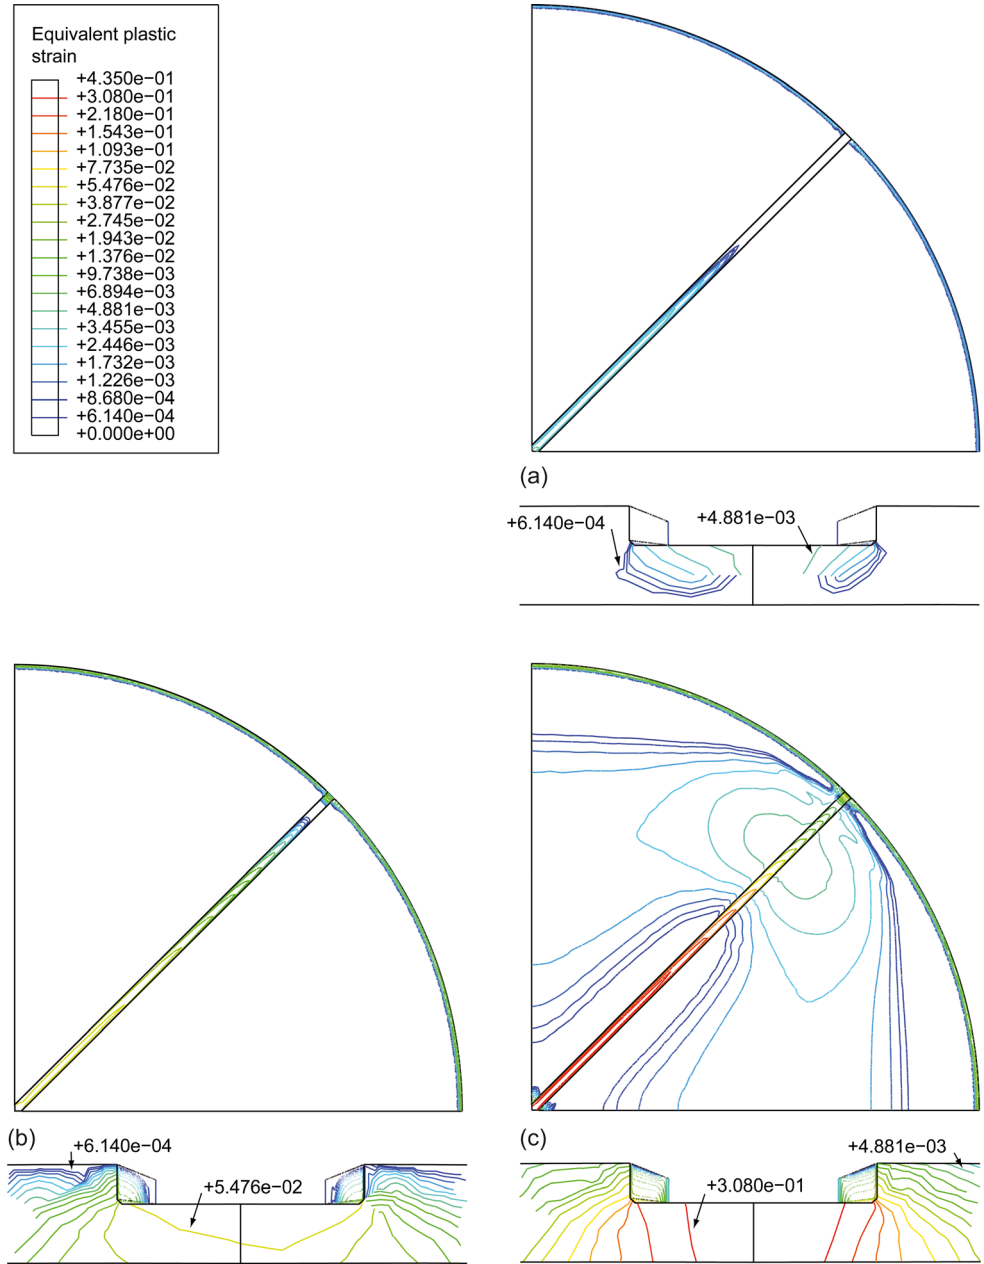 Equivalent plastic
strain
+4.350e−01
+3.080e−01
+2.180e−01
+1.543e−01
+1.093e−01
+7.735e−02
+5.476e−02
+3.877e−02
+2.745e−02
+1.943e−02
+1.376e−02
+9.738e−03
+6.894e−03
+4.881e−03
+3.455e−03
+2.446e−03
+1.732e−03
+1.226e−03
+8.680e−04
+6.140e−04
+0.000e+00
(a)
+6.140e−04
+4.881e−03
(b)
+6.140e−04
+5.476e−02
(c)
+4.881e−03
+3.080e−01